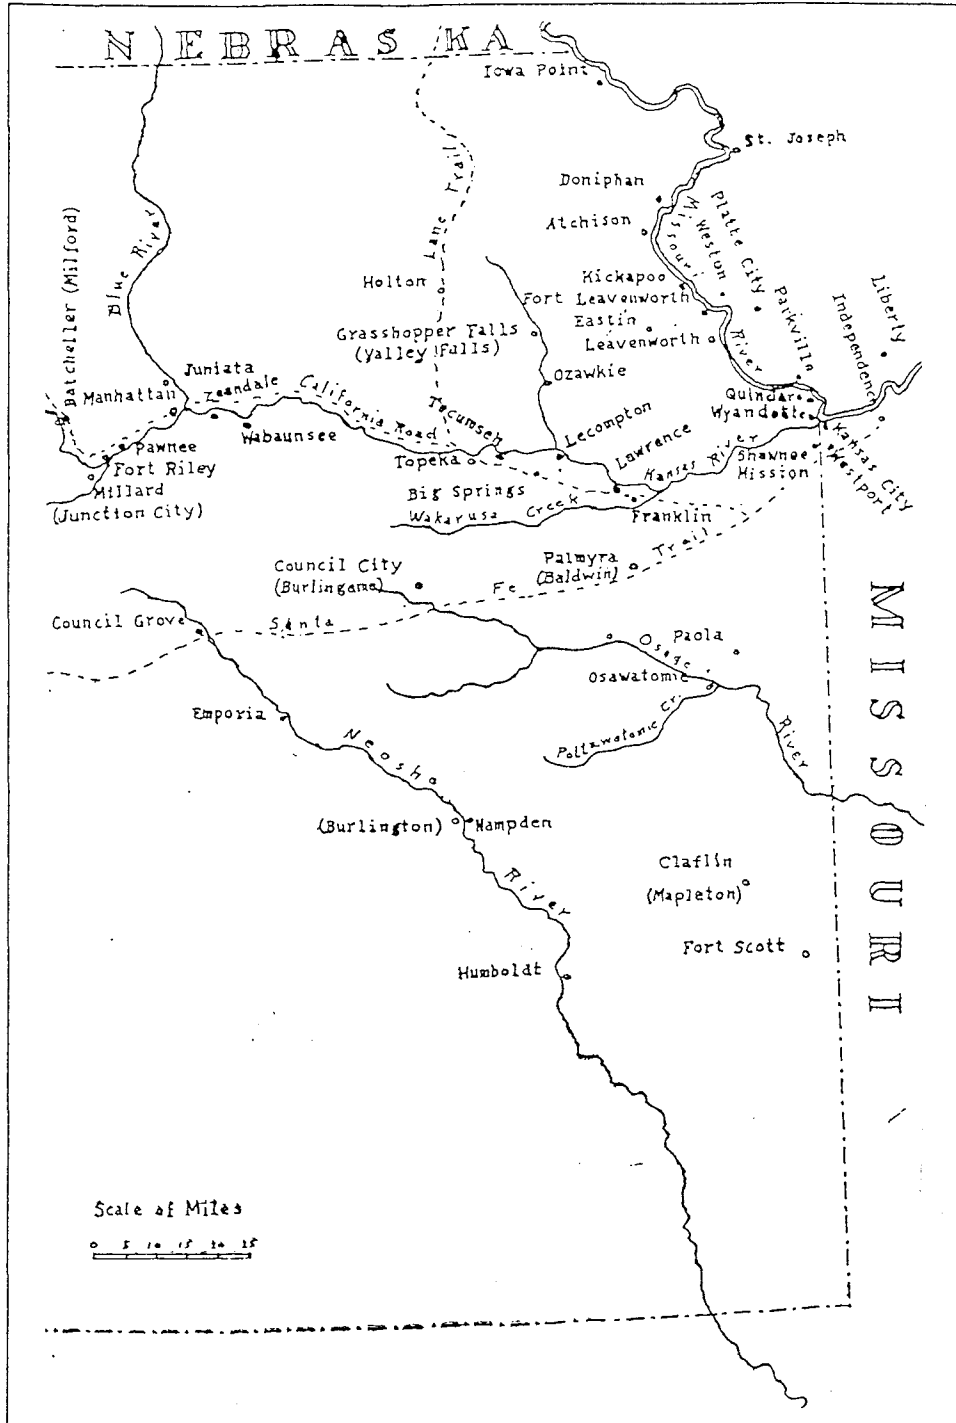 NEBRASKA
Iowa Point
St. Joseph
Doniphan
Atchison
Missouri River
Weston
Platte City
Kickapoo
Fort Leavenworth
Eastin
Leavenworth
Parkville
Independence
Liberty
Batcheller (Milford)
Blue River
Lane Trail
Holton
Grasshopper Falls
(Valley Falls)
Ozawkie
Juniata
Manhattan
Zeandale
California Road
Tecumseh
Lecompton
Lawrence
Quindaro
Wyandotte
Wabaunsee
Pawnee
Fort Riley
Millard
(Junction City)
Topeka
Big Springs
Wakarusa Creek
Kansas River
Shawnee
Mission
Kansas City
Westport
Franklin
Council City
(Burlingame)
Palmyra
(Baldwin)
Santa Fe Trail
Council Grove
Paola
Osage River
Osawatomie
Pottawatomie Cr.
Emporia
Neosho River
(Burlington)
Hampden
Claflin
(Mapleton)
Fort Scott
Humboldt
MISSOURI
Scale of Miles
0 5 10 15 20 25